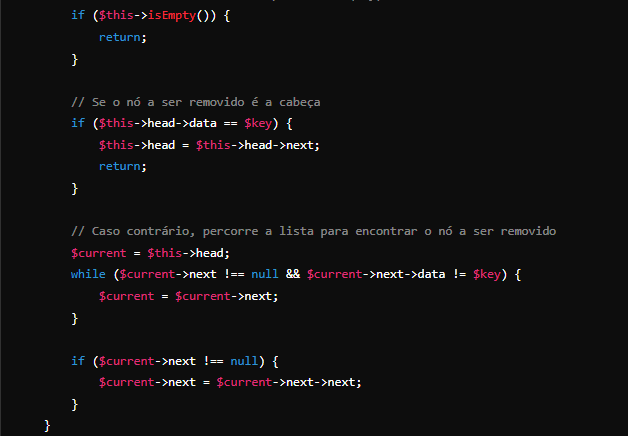 if ($this->isEmpty()) {
return;
}
// Se o nó a ser removido é a cabeça
if ($this->head->data == $key) {
$this->head = $this->head->next;
return;
}
// Caso contrário, percorre a lista para encontrar o nó a ser removido
$current = $this->head;
while ($current->next !== null && $current->next->data != $key) {
$current = $current->next;
}
if ($current->next !== null) {
$current->next = $current->next->next;
}
}